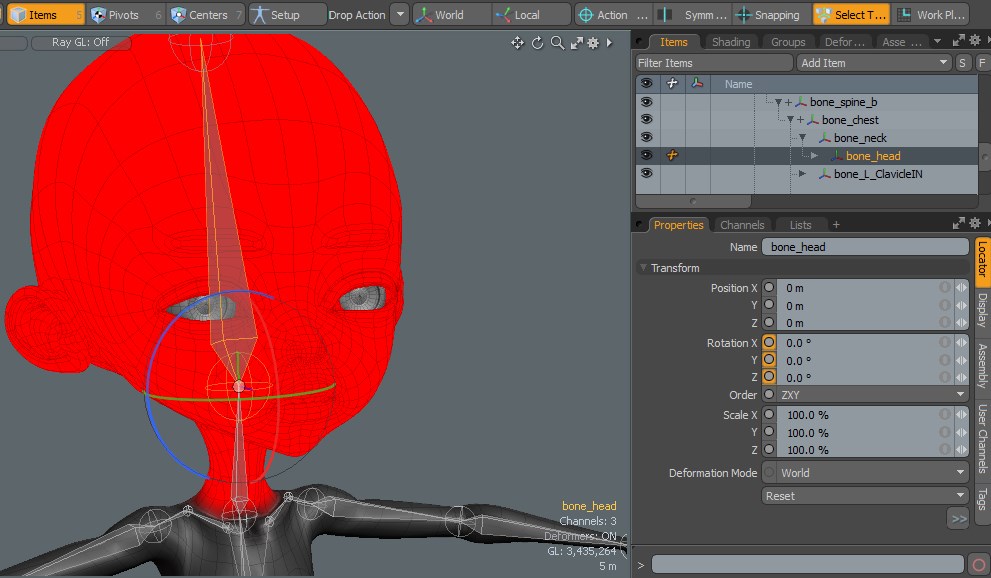 Items 5 Pivots 6 Centers 7 Setup Drop Action World Local Action ... Symm ... Snapping Select T... Work Pl...
Ray GL: Off
Items Shading Groups Defor ... Asse ...
Filter Items Add Item S F
Name
bone_spine_b
bone_chest
bone_neck
bone_head
bone_L_ClavicleIN
Properties Channels Lists +
Name bone_head
Transform
Position X 0 m
Y 0 m
Z 0 m
Rotation X 0.0 °
Y 0.0 °
Z 0.0 °
Order ZXY
Scale X 100.0 %
Y 100.0 %
Z 100.0 %
Deformation Mode World
Reset
>>
>
Locator
Display
Assembly
User Channels
Tags
bone_head
Channels: 3
Deformers: ON
GL: 3,435,264
5 m